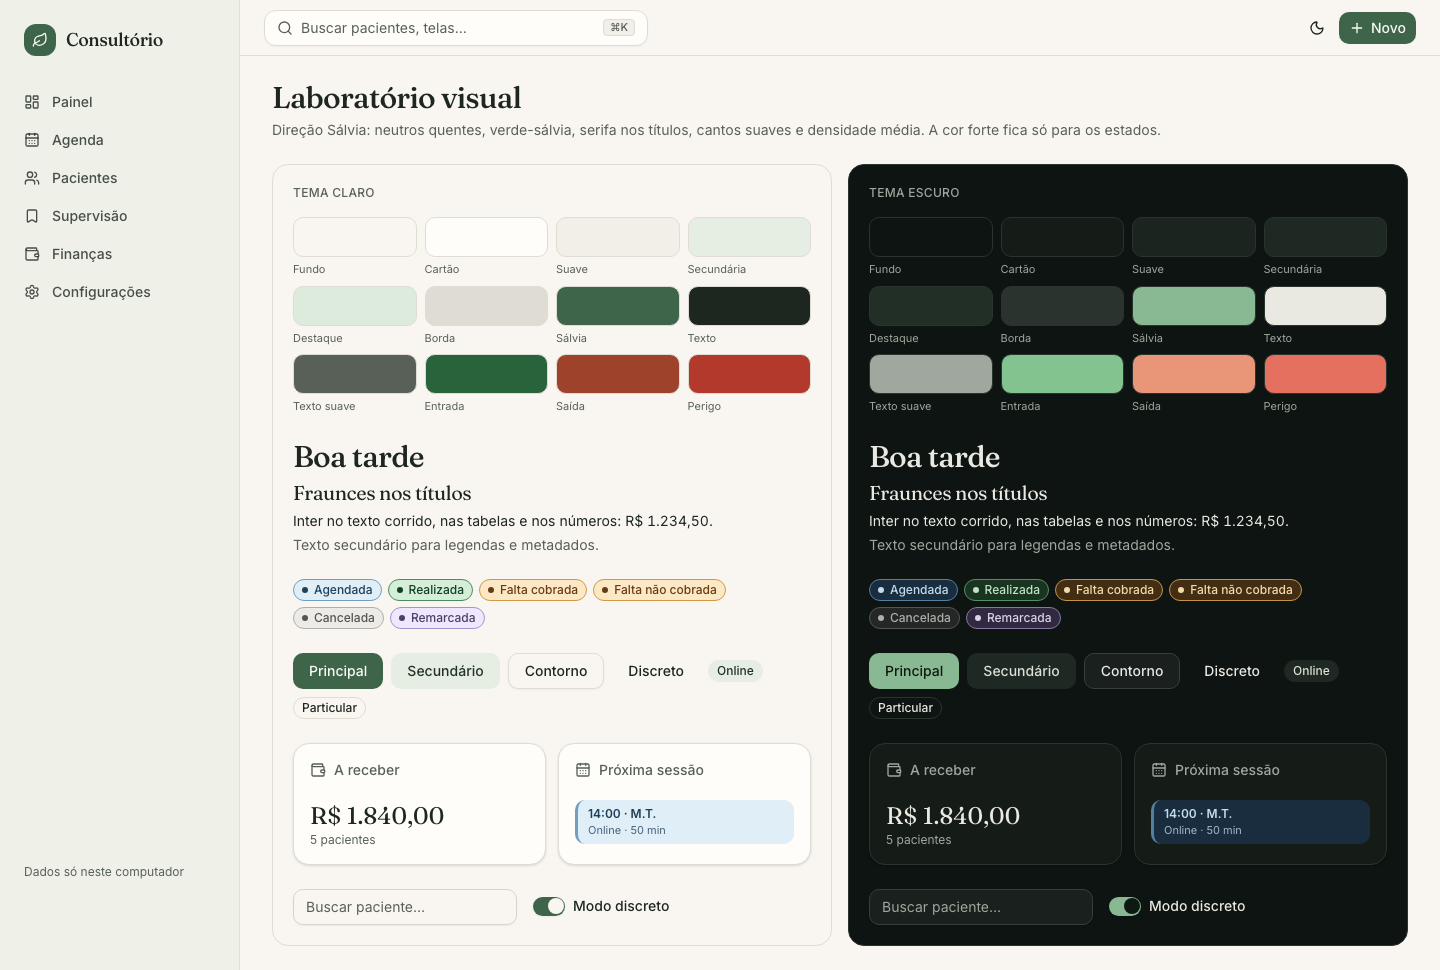 Consultório
Buscar pacientes, telas...
⌘K
Novo
Painel
Agenda
Pacientes
Supervisão
Finanças
Configurações
Dados só neste computador
Laboratório visual
Direção Sálvia: neutros quentes, verde-sálvia, serifa nos títulos, cantos suaves e densidade média. A cor forte fica só para os estados.
TEMA CLARO
Fundo Cartão Suave Secundária
Destaque Borda Sálvia Texto
Texto suave Entrada Saída Perigo
Boa tarde
Fraunces nos títulos
Inter no texto corrido, nas tabelas e nos números: R$ 1.234,50.
Texto secundário para legendas e metadados.
Agendada Realizada Falta cobrada Falta não cobrada
Cancelada Remarcada
Principal Secundário Contorno Discreto Online
Particular
A receber
R$ 1.840,00
5 pacientes
Próxima sessão
14:00 · M.T.
Online · 50 min
Buscar paciente...
Modo discreto
TEMA ESCURO
Fundo Cartão Suave Secundária
Destaque Borda Sálvia Texto
Texto suave Entrada Saída Perigo
Boa tarde
Fraunces nos títulos
Inter no texto corrido, nas tabelas e nos números: R$ 1.234,50.
Texto secundário para legendas e metadados.
Agendada Realizada Falta cobrada Falta não cobrada
Cancelada Remarcada
Principal Secundário Contorno Discreto Online
Particular
A receber
R$ 1.840,00
5 pacientes
Próxima sessão
14:00 · M.T.
Online · 50 min
Buscar paciente...
Modo discreto